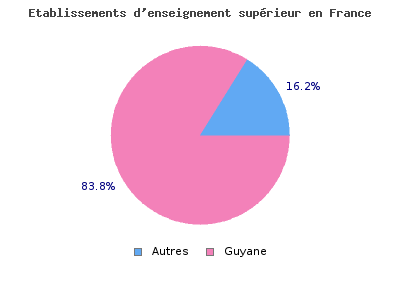 Etablissements d’enseignement supérieur en France
16.2%
83.8%
Autres
Guyane